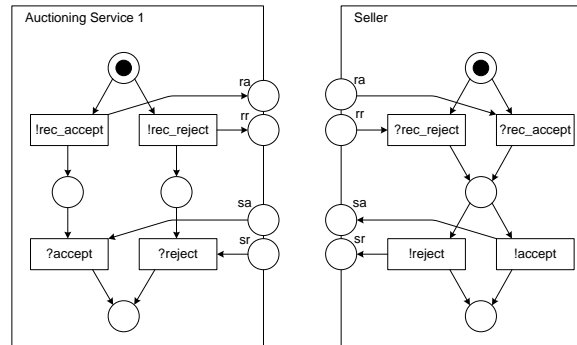 Auctioning Service 1
ra
!rec_accept
!rec_reject
rr
sa
?accept
?reject
sr
Seller
ra
rr
?rec_reject
?rec_accept
sa
sr
!reject
!accept